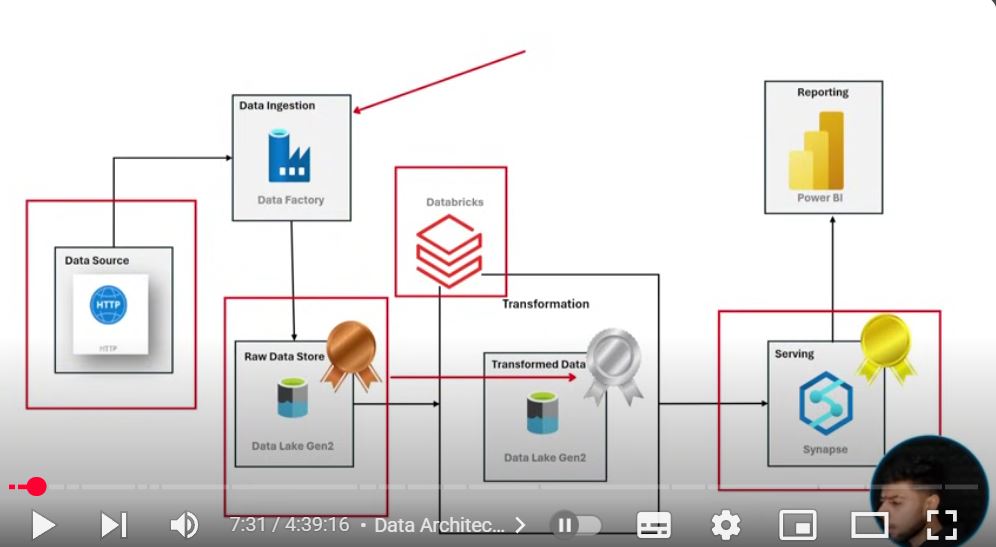 Data Ingestion
Data Factory
Reporting
Power BI
Databricks
Data Source
HTTP
HTTP
Transformation
Raw Data Store
Data Lake Gen2
Transformed Data
Data Lake Gen2
Serving
Synapse
7:31 / 4:39:16 • Data Architec...